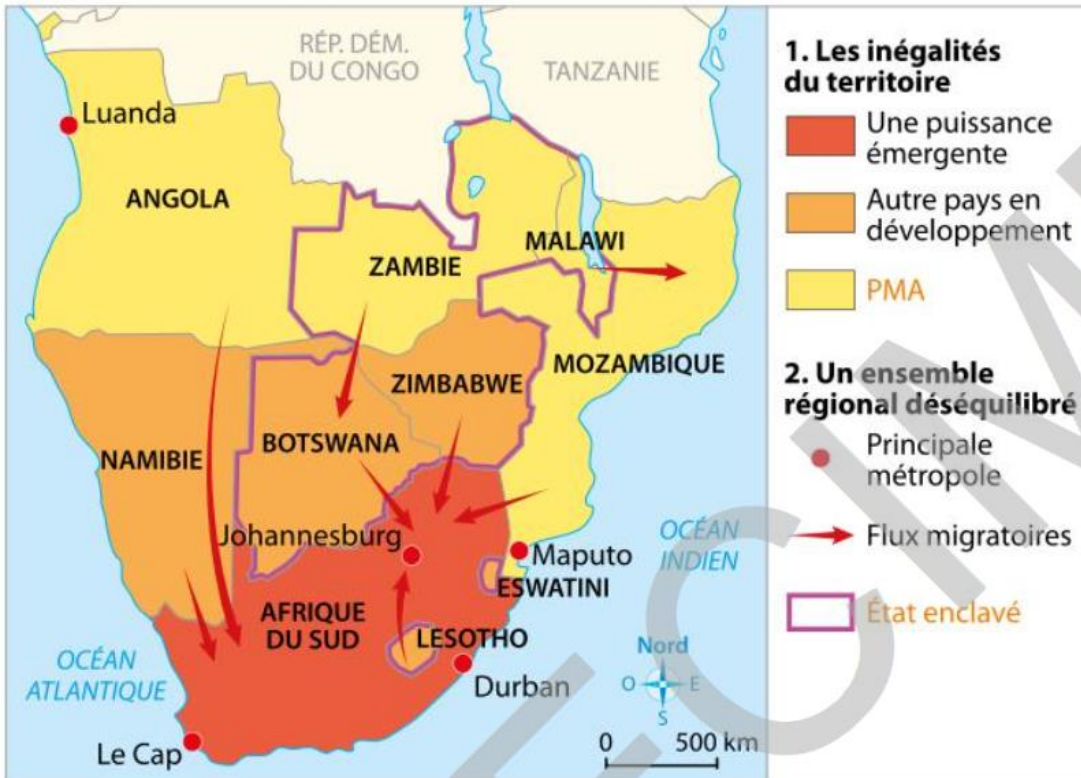 RÉP. DÉM.
DU CONGO
TANZANIE
Luanda
ANGOLA
ZAMBIE
MALAWI
MOZAMBIQUE
ZIMBABWE
BOTSWANA
NAMIBIE
Johannesburg
Maputo
ESWATINI
OCÉAN
INDIEN
AFRIQUE
DU SUD
LESOTHO
Durban
OCÉAN
ATLANTIQUE
Le Cap
Nord
O
E
S
0 500 km
1. Les inégalités
du territoire
Une puissance
émergente
Autre pays en
développement
PMA
2. Un ensemble
régional déséquilibré
Principale
métropole
Flux migratoires
État enclavé